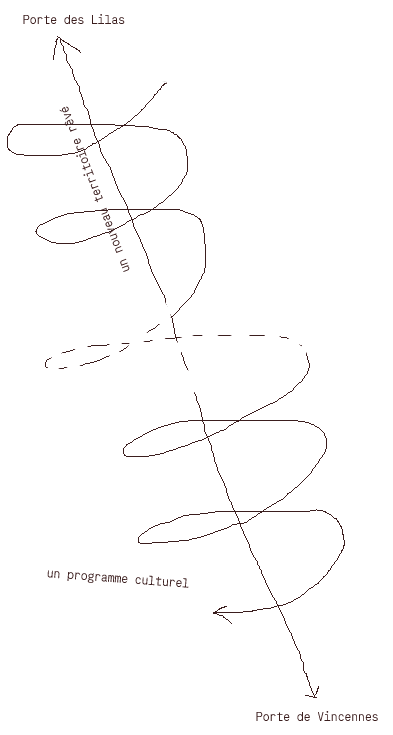 Porte des Lilas
un nouveau territoire rêvé
un programme culturel
Porte de Vincennes